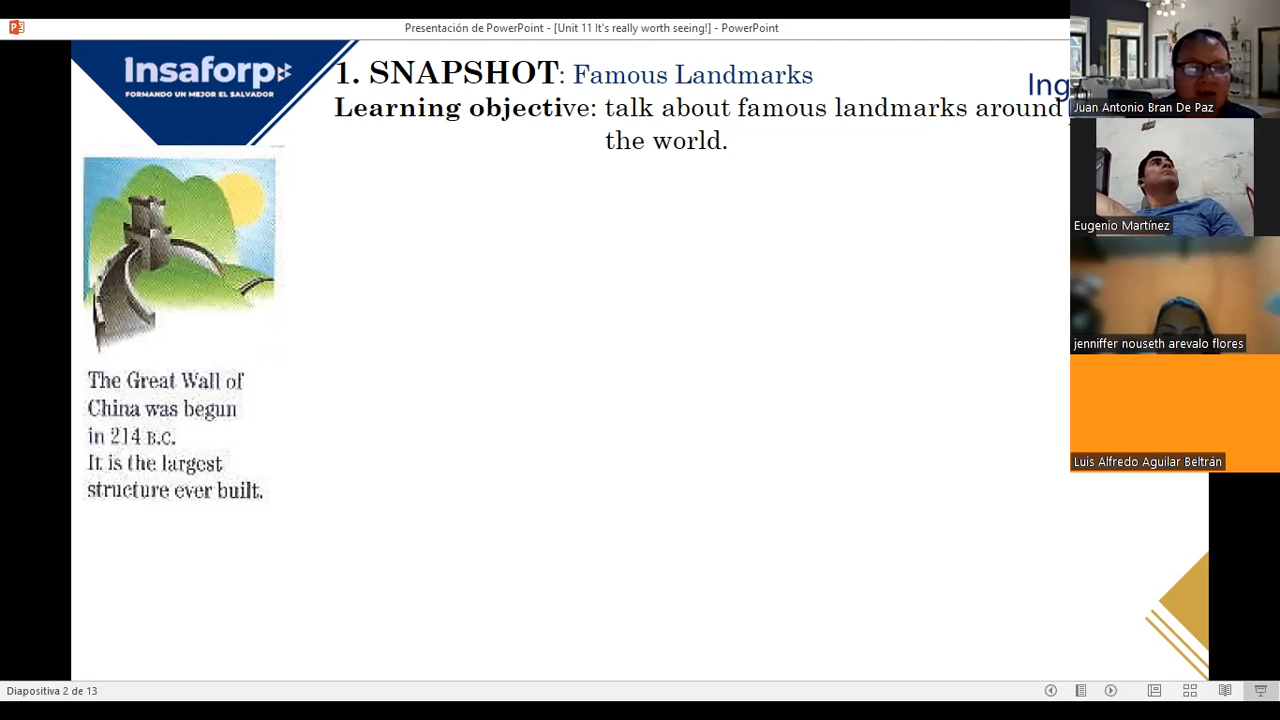 Presentación de PowerPoint - [Unit 11 It's really worth seeing!] - PowerPoint
Insaforp
FORMANDO UN MEJOR EL SALVADOR
1. SNAPSHOT: Famous Landmarks
Ing
Learning objective: talk about famous landmarks around
the world.
The Great Wall of
China was begun
in 214 B.C.
It is the largest
structure ever built.
Juan Antonio Bran De Paz
Eugenio Martínez
jenniffer nouseth arevalo flores
Luis Alfredo Aguilar Beltrán
Diapositiva 2 de 13